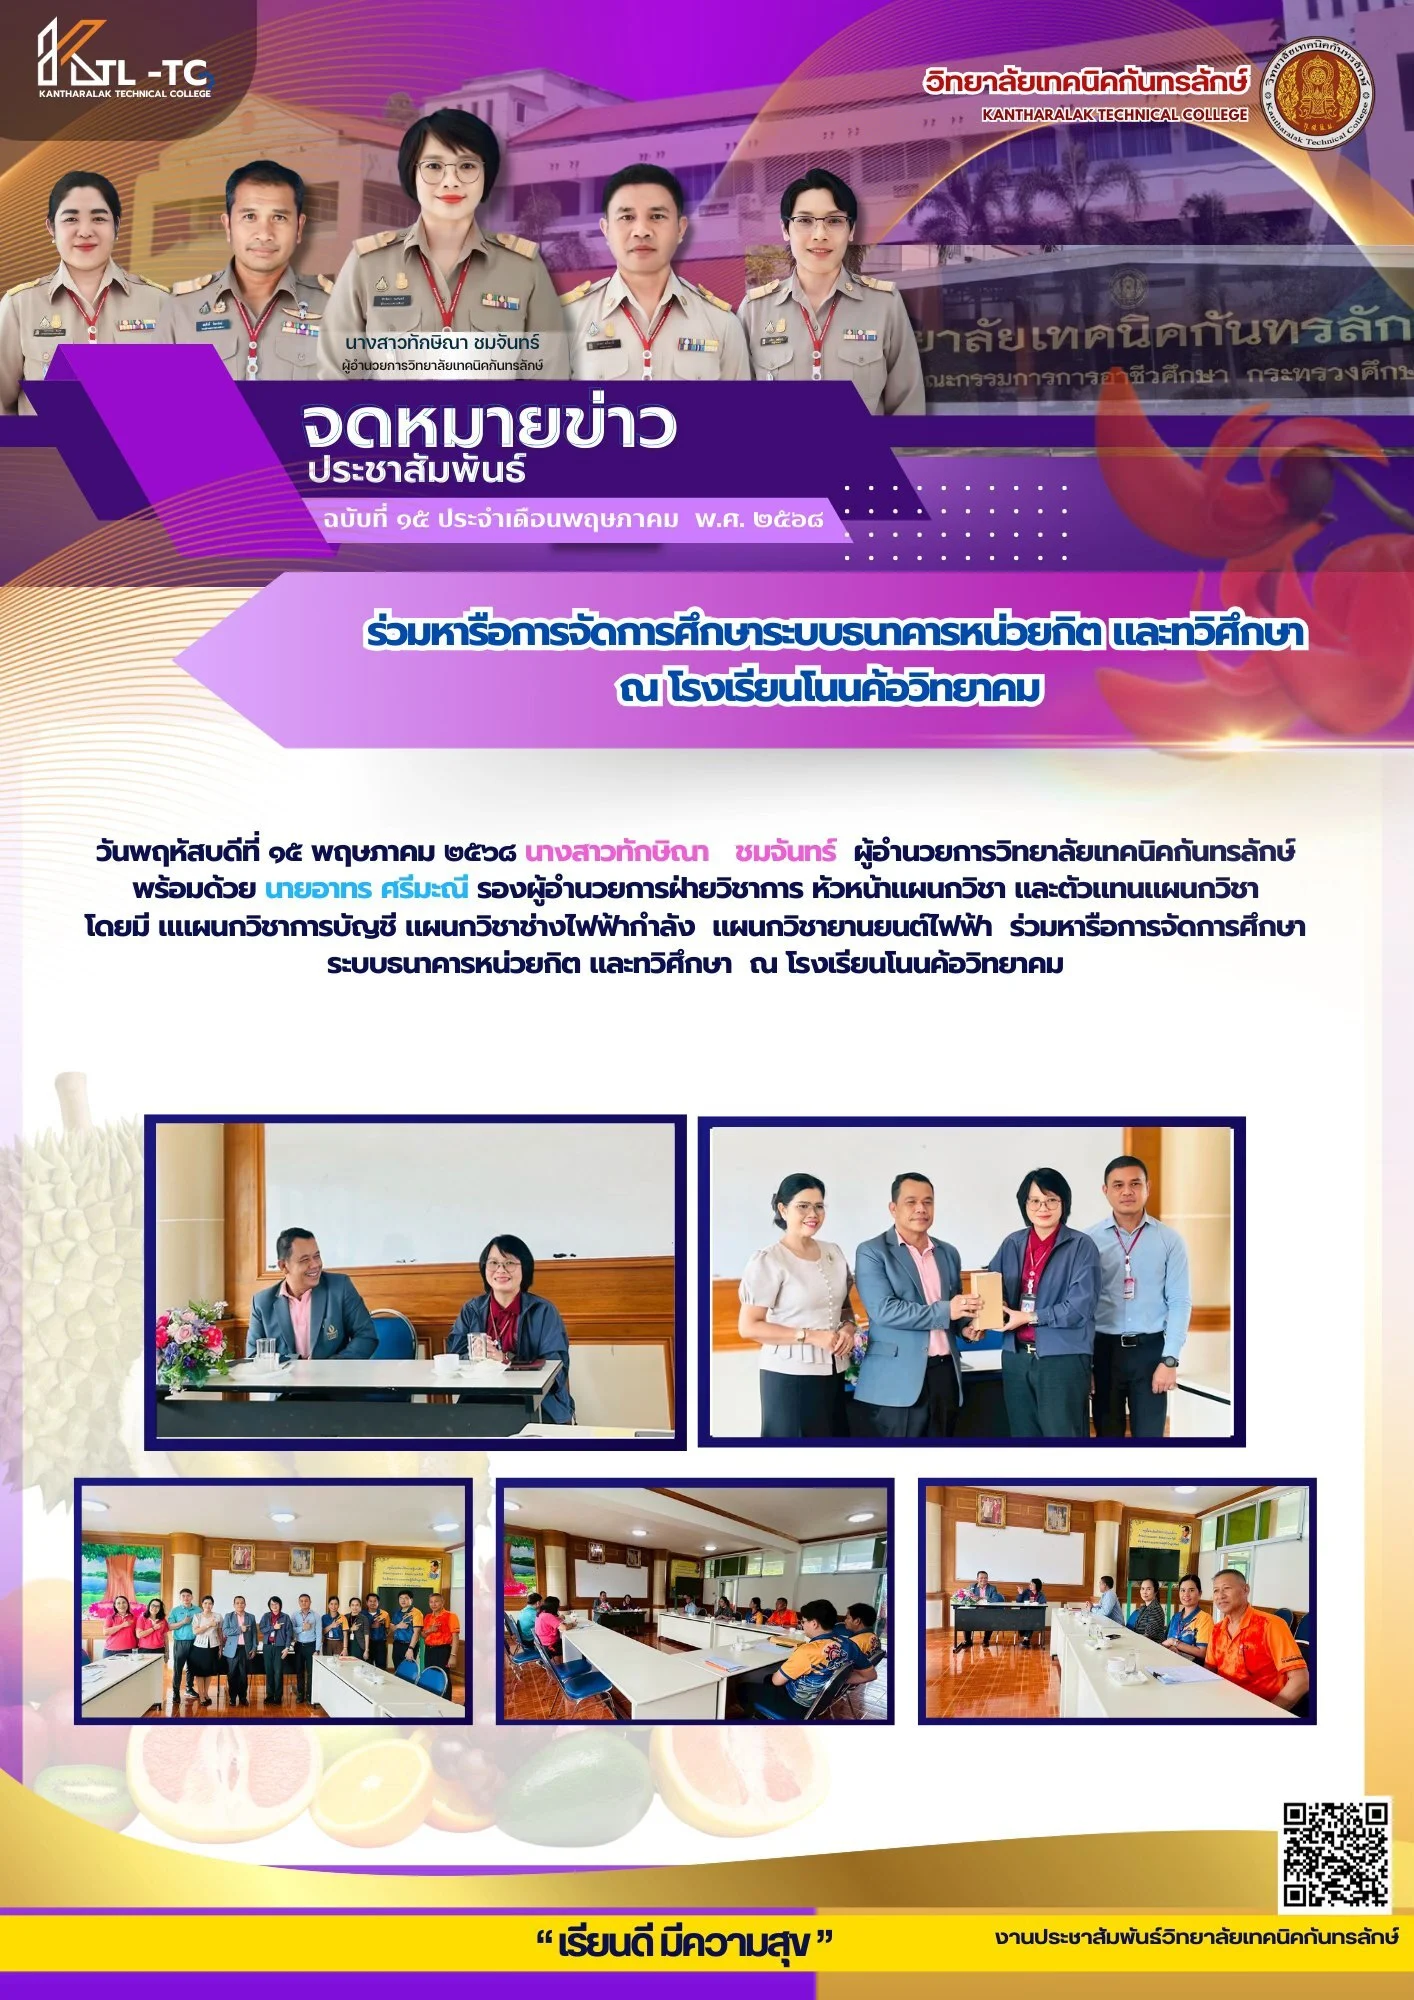 KTL -TC
KANTHARALAK TECHNICAL COLLEGE
วิทยาลัยเทคนิคกันทรลักษ์
KANTHARALAK TECHNICAL COLLEGE
วิทยาลัยเทคนิคกันทรลักษ์
Kantharalak Technical College
ยาลัยเทคนิคกันทรลัก
ณะกรรมการการอาชีวศึกษา กระทรวงศึก
นางสาวทักษิณา ชมจันทร์
ผู้อำนวยการวิทยาลัยเทคนิคกันทรลักษ์
จดหมายข่าว
ประชาสัมพันธ์
ฉบับที่ ๑๕ ประจำเดือนพฤษภาคม พ.ศ. ๒๕๖๘
ร่วมหารือการจัดการศึกษาระบบธนาคารหน่วยกิต และทวิศึกษา
ณ โรงเรียนโนนค้อวิทยาคม
วันพฤหัสบดีที่ ๑๕ พฤษภาคม ๒๕๖๘ นางสาวทักษิณา ชมจันทร์ ผู้อำนวยการวิทยาลัยเทคนิคกันทรลักษ์
พร้อมด้วย นายอาทร ศรีมะณี รองผู้อำนวยการฝ่ายวิชาการ หัวหน้าแผนกวิชา และตัวแทนแผนกวิชา
โดยมี แแผนกวิชาการบัญชี แผนกวิชาช่างไฟฟ้ากำลัง แผนกวิชายานยนต์ไฟฟ้า ร่วมหารือการจัดการศึกษา
ระบบธนาคารหน่วยกิต และทวิศึกษา ณ โรงเรียนโนนค้อวิทยาคม
“ เรียนดี มีความสุข ”
งานประชาสัมพันธ์วิทยาลัยเทคนิคกันทรลักษ์